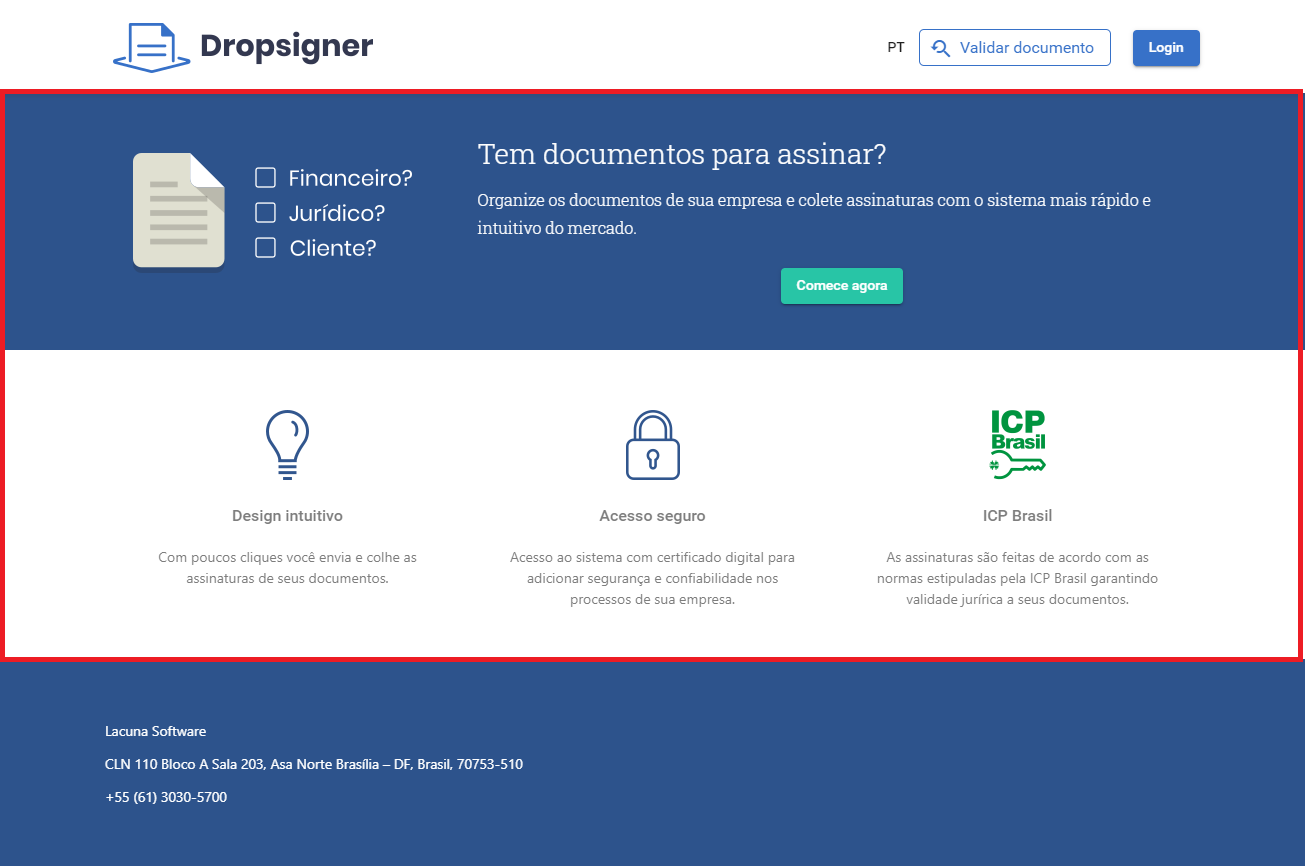 Dropsigner
PT
Validar documento
Login
Financeiro?
Jurídico?
Cliente?
Tem documentos para assinar?
Organize os documentos de sua empresa e colete assinaturas com o sistema mais rápido e
intuitivo do mercado.
Comece agora
Design intuitivo
Com poucos cliques você envia e colhe as
assinaturas de seus documentos.
Acesso seguro
Acesso ao sistema com certificado digital para
adicionar segurança e confiabilidade nos
processos de sua empresa.
ICP
Brasil
ICP Brasil
As assinaturas são feitas de acordo com as
normas estipuladas pela ICP Brasil garantindo
validade jurírica a seus documentos.
Lacuna Software
CLN 110 Bloco A Sala 203, Asa Norte Brasília – DF, Brasil, 70753-510
+55 (61) 3030-5700